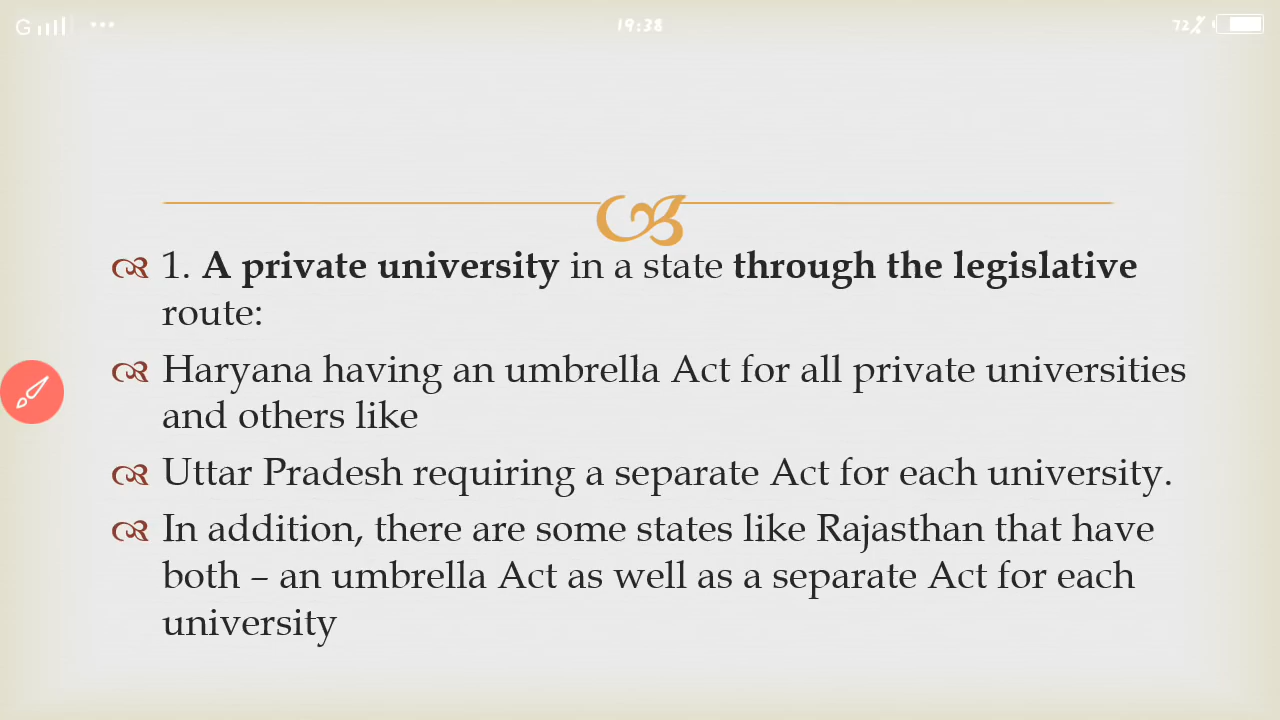 G 19:38 72%
1. A private university in a state through the legislative
route:
Haryana having an umbrella Act for all private universities
and others like
Uttar Pradesh requiring a separate Act for each university.
In addition, there are some states like Rajasthan that have
both – an umbrella Act as well as a separate Act for each
university